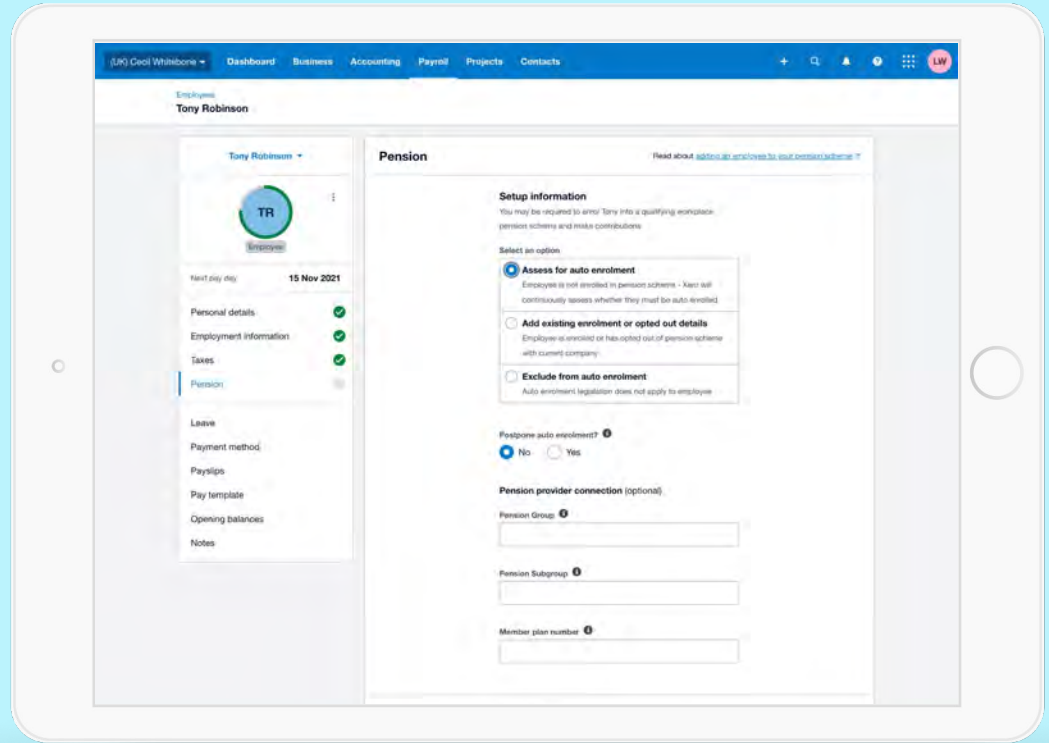 (UK) Cecil Whitebone
Dashboard Business Accounting Payroll Projects Contacts
LW
Employees
Tony Robinson
Tony Robinson
TR
Employee
Next pay day 15 Nov 2021
Personal details
Employment information
Taxes
Pension
Leave
Payment method
Payslips
Pay template
Opening balances
Notes
Pension
Read about adding an employee to your pension scheme
Setup information
You may be required to enrol Tony into a qualifying workplace
pension scheme and make contributions
Select an option
Assess for auto enrolment
Employee is not enrolled in pension scheme - Xero will
continuously assess whether they must be auto enrolled
Add existing enrolment or opted out details
Employee is enrolled or has opted out of pension scheme
with current company
Exclude from auto enrolment
Auto enrolment legislation does not apply to employee
Postpone auto enrolment?
No Yes
Pension provider connection (optional)
Pension Group
Pension Subgroup
Member plan number